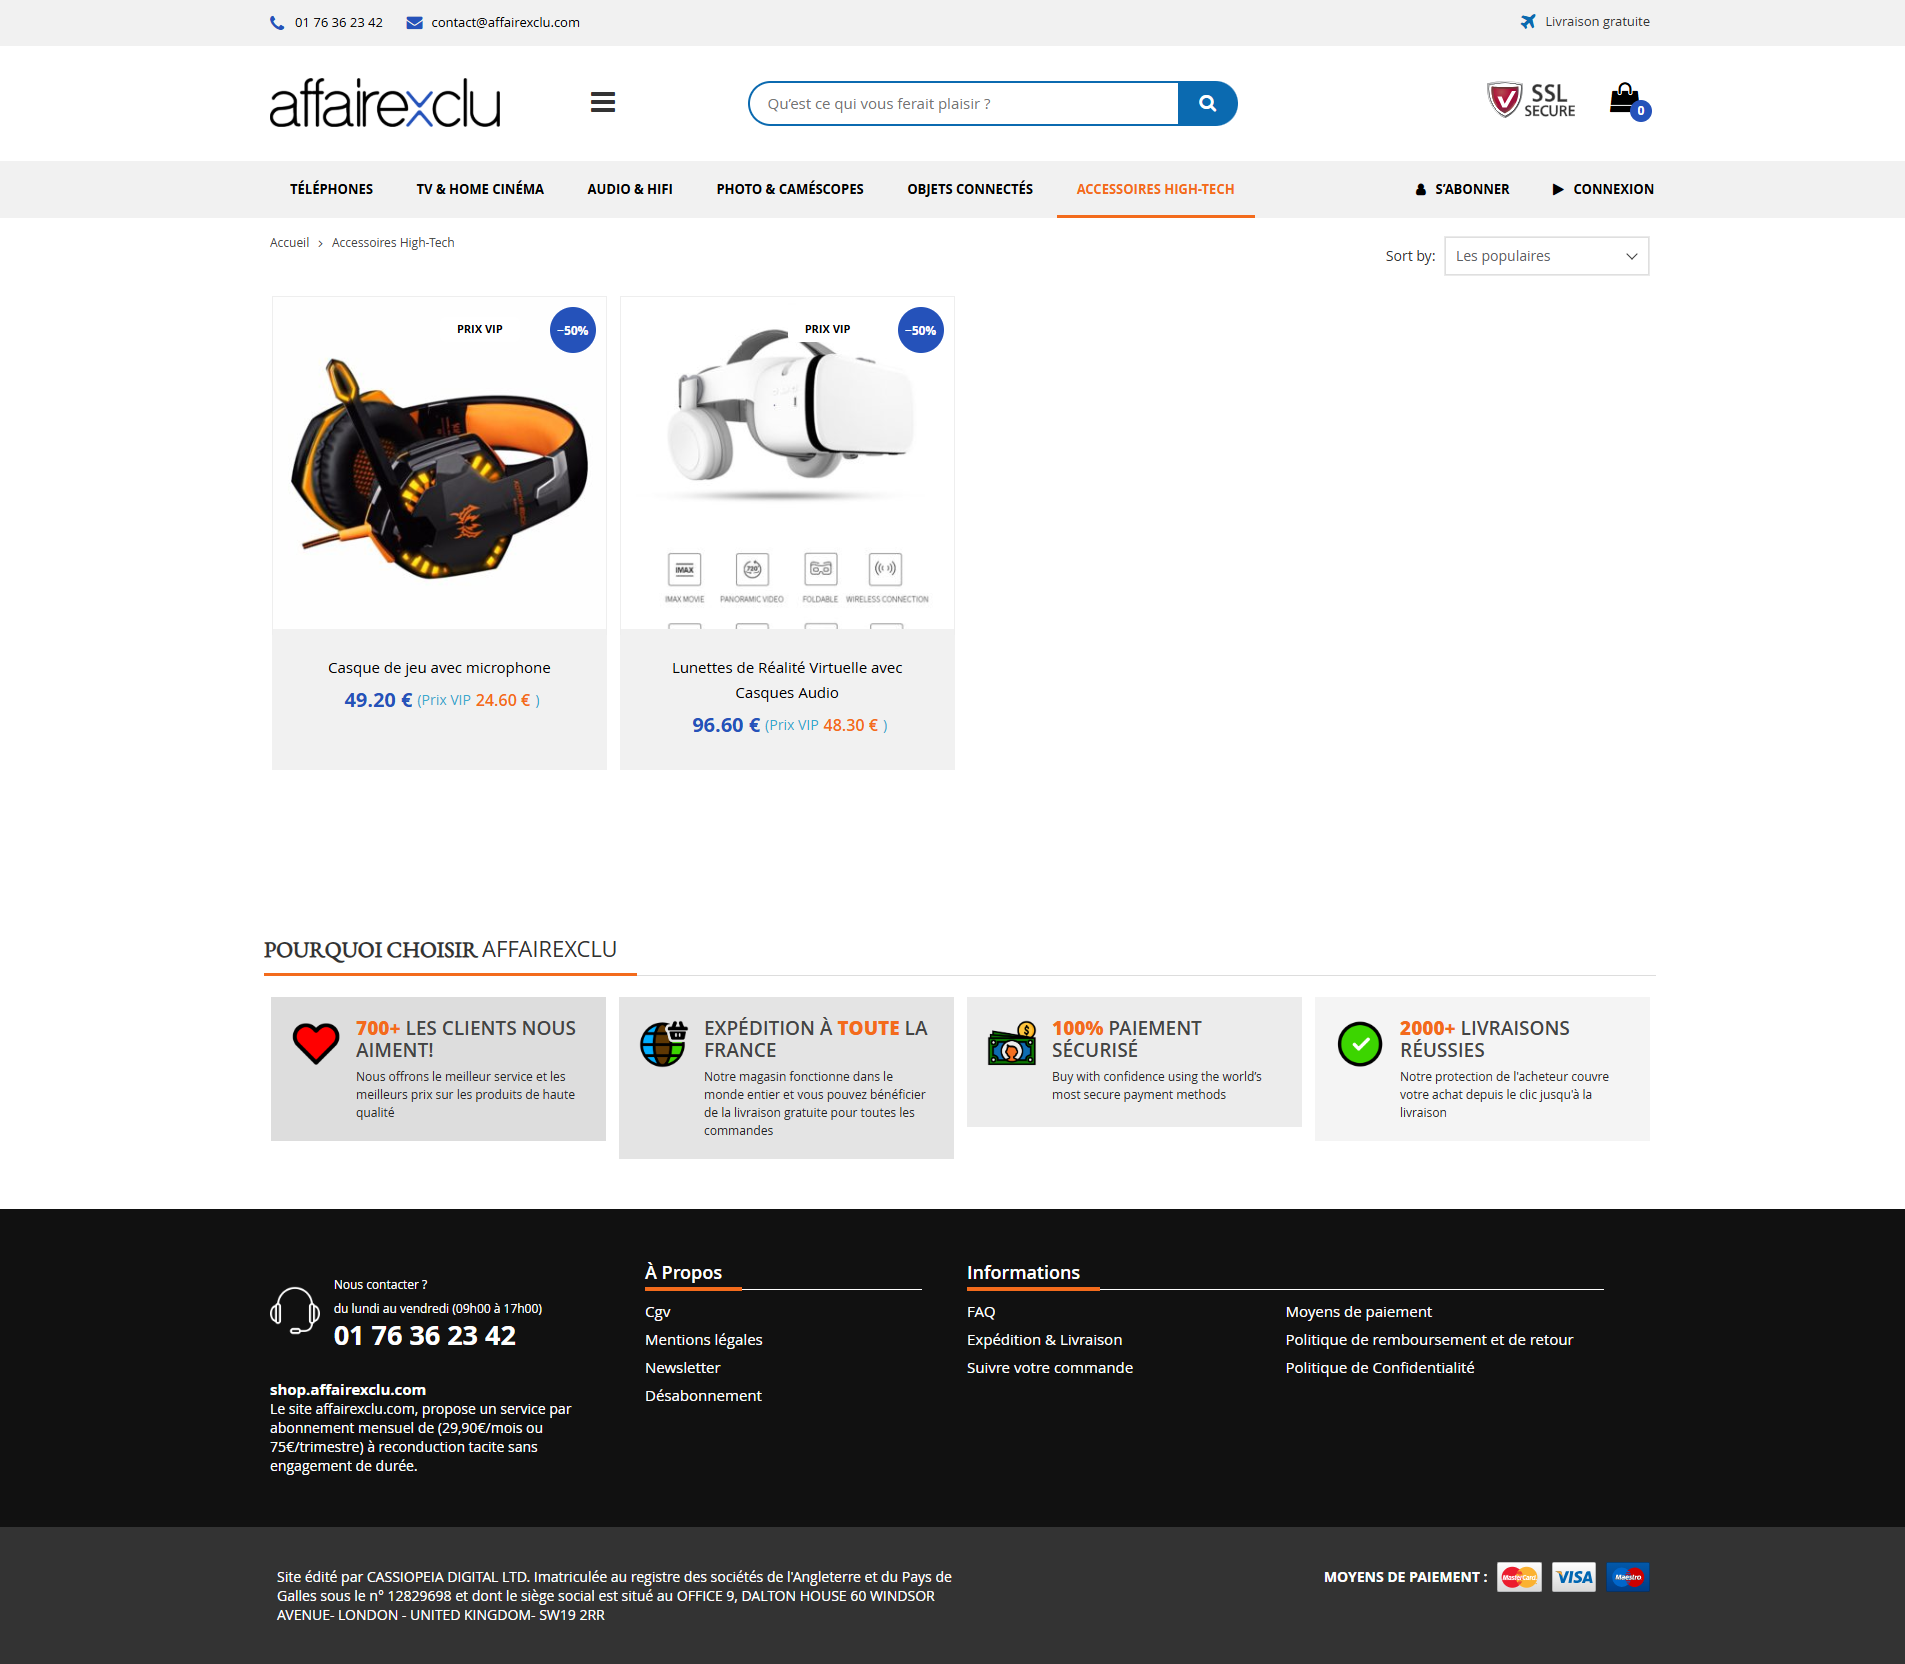 01 76 36 23 42 contact@affairexclu.com Livraison gratuite
affairexclu Qu’est ce qui vous ferait plaisir ? SSL SECURE 0
TÉLÉPHONES TV & HOME CINÉMA AUDIO & HIFI PHOTO & CAMÉSCOPES OBJETS CONNECTÉS ACCESSOIRES HIGH-TECH S’ABONNER CONNEXION
Accueil › Accessoires High-Tech
Sort by: Les populaires
PRIX VIP –50%
Casque de jeu avec microphone
49.20 € (Prix VIP 24.60 € )
PRIX VIP –50%
IMAX 720°
IMAX MOVIE PANORAMIC VIDEO FOLDABLE WIRELESS CONNECTION
Lunettes de Réalité Virtuelle avec
Casques Audio
96.60 € (Prix VIP 48.30 € )
POURQUOI CHOISIR AFFAIREXCLU
700+ LES CLIENTS NOUS
AIMENT!
Nous offrons le meilleur service et les
meilleurs prix sur les produits de haute
qualité
EXPÉDITION À TOUTE LA
FRANCE
Notre magasin fonctionne dans le
monde entier et vous pouvez bénéficier
de la livraison gratuite pour toutes les
commandes
100% PAIEMENT
SÉCURISÉ
Buy with confidence using the world’s
most secure payment methods
2000+ LIVRAISONS
RÉUSSIES
Notre protection de l'acheteur couvre
votre achat depuis le clic jusqu'à la
livraison
Nous contacter ?
du lundi au vendredi (09h00 à 17h00)
01 76 36 23 42
shop.affairexclu.com
Le site affairexclu.com, propose un service par
abonnement mensuel de (29,90€/mois ou
75€/trimestre) à reconduction tacite sans
engagement de durée.
À Propos
Cgv
Mentions légales
Newsletter
Désabonnement
Informations
FAQ
Expédition & Livraison
Suivre votre commande
Moyens de paiement
Politique de remboursement et de retour
Politique de Confidentialité
Site édité par CASSIOPEIA DIGITAL LTD. Imatriculée au registre des sociétés de l'Angleterre et du Pays de
Galles sous le n° 12829698 et dont le siège social est situé au OFFICE 9, DALTON HOUSE 60 WINDSOR
AVENUE- LONDON - UNITED KINGDOM- SW19 2RR
MOYENS DE PAIEMENT : MasterCard VISA Maestro